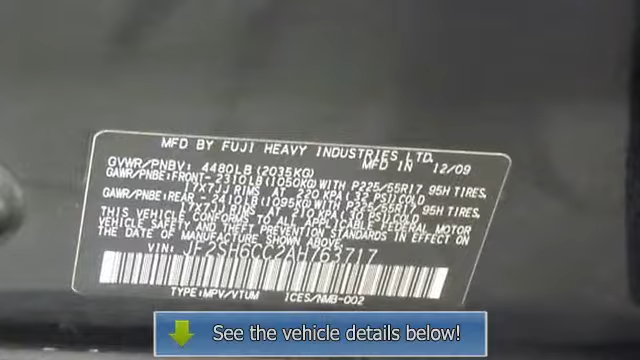 MFD BY FUJI HEAVY INDUSTRIES LTD.
MFD IN 12/09
GVWR/PNBV: 4480LB(2035KG)
GAWR/PNBE:FRONT-2310LB(1050KG)WITH P225/55R17 95H TIRES,
17X7JJ RIMS AT 220 KPA(32 PSI)COLD
GAWR/PNBE:REAR-2410LB(1095KG)WITH P225/55R17 95H TIRES,
17X7JJ RIMS AT 210 KPA(30 PSI)COLD
THIS VEHICLE CONFORMS TO ALL APPLICABLE FEDERAL MOTOR
VEHICLE SAFETY AND THEFT PREVENTION STANDARDS IN EFFECT ON
THE DATE OF MANUFACTURE SHOWN ABOVE.
VIN: JF2SH6CC2AH763717
TYPE:MPV/VTUM ICES/NMB-002
See the vehicle details below!